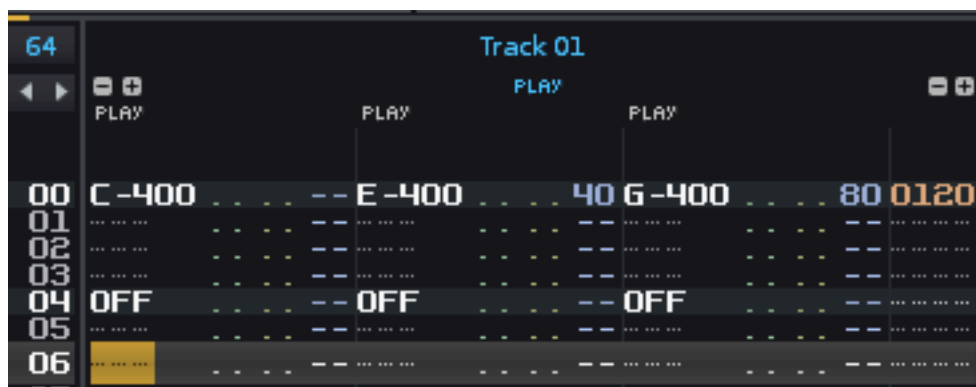 64 Track 01
PLAY
PLAY PLAY PLAY
00 C-400 .... -- E-400 .... 40 G-400 .... 80 0120
01 --- .... -- --- .... -- --- .... -- ----
02 --- .... -- --- .... -- --- .... -- ----
03 --- .... -- --- .... -- --- .... -- ----
04 OFF .... -- OFF .... -- OFF .... -- ----
05 --- .... -- --- .... -- --- .... -- ----
06 --- .... -- --- .... -- --- .... -- ----